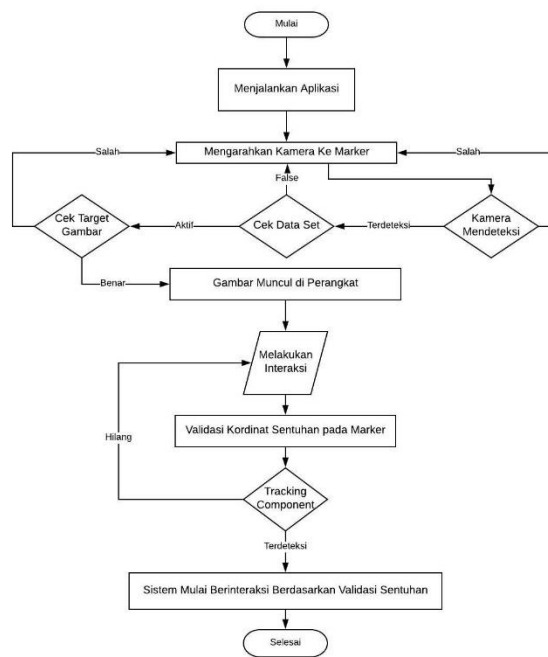 Mulai
Menjalankan Aplikasi
Salah
Mengarahkan Kamera Ke Marker
Salah
False
Cek Target
Gambar
Aktif
Cek Data Set
Terdeteksi
Kamera
Mendeteksi
Benar
Gambar Muncul di Perangkat
Melakukan
Interaksi
Hilang
Validasi Kordinat Sentuhan pada Marker
Tracking
Component
Terdeteksi
Sistem Mulai Berinteraksi Berdasarkan Validasi Sentuhan
Selesai